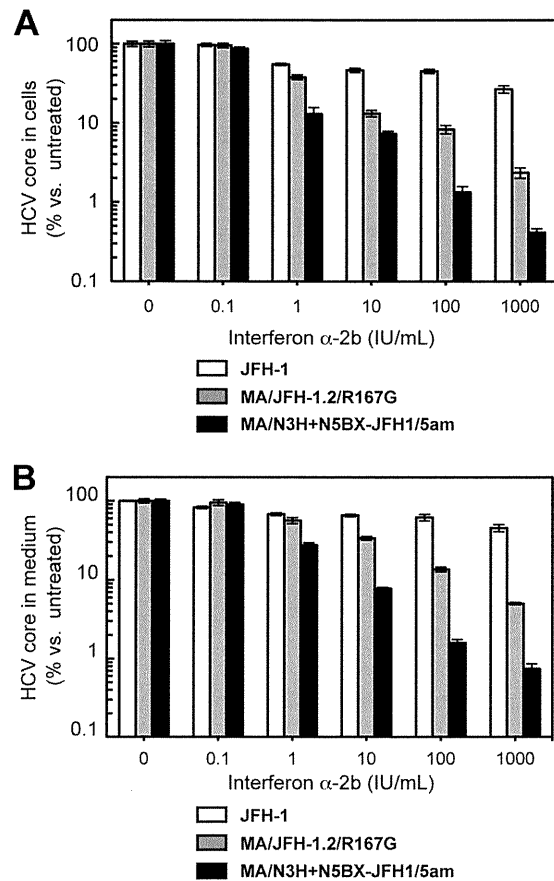 A
HCV core in cells
(% vs. untreated)
100
10
1
0.1
0 0.1 1 10 100 1000
Interferon α-2b (IU/mL)
JFH-1
MA/JFH-1.2/R167G
MA/N3H+N5BX-JFH1/5am
B
HCV core in medium
(% vs. untreated)
100
10
1
0.1
0 0.1 1 10 100 1000
Interferon α-2b (IU/mL)
JFH-1
MA/JFH-1.2/R167G
MA/N3H+N5BX-JFH1/5am